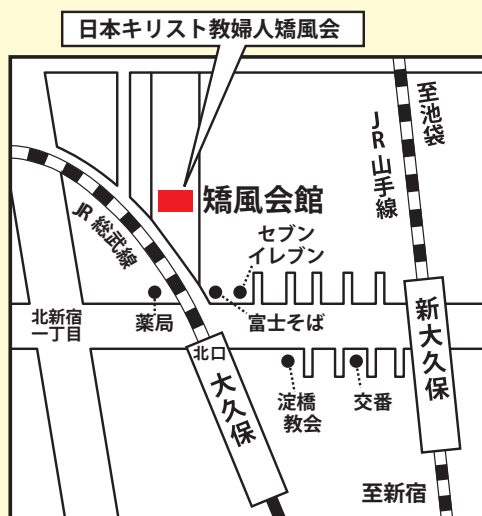 日本キリスト教婦人矯風会
至池袋
JR山手線
矯風会館
JR 総武線
セブン
イレブン
北新宿
一丁目
薬局
富士そば
新大久保
北口
大久保
淀橋
教会
交番
至新宿